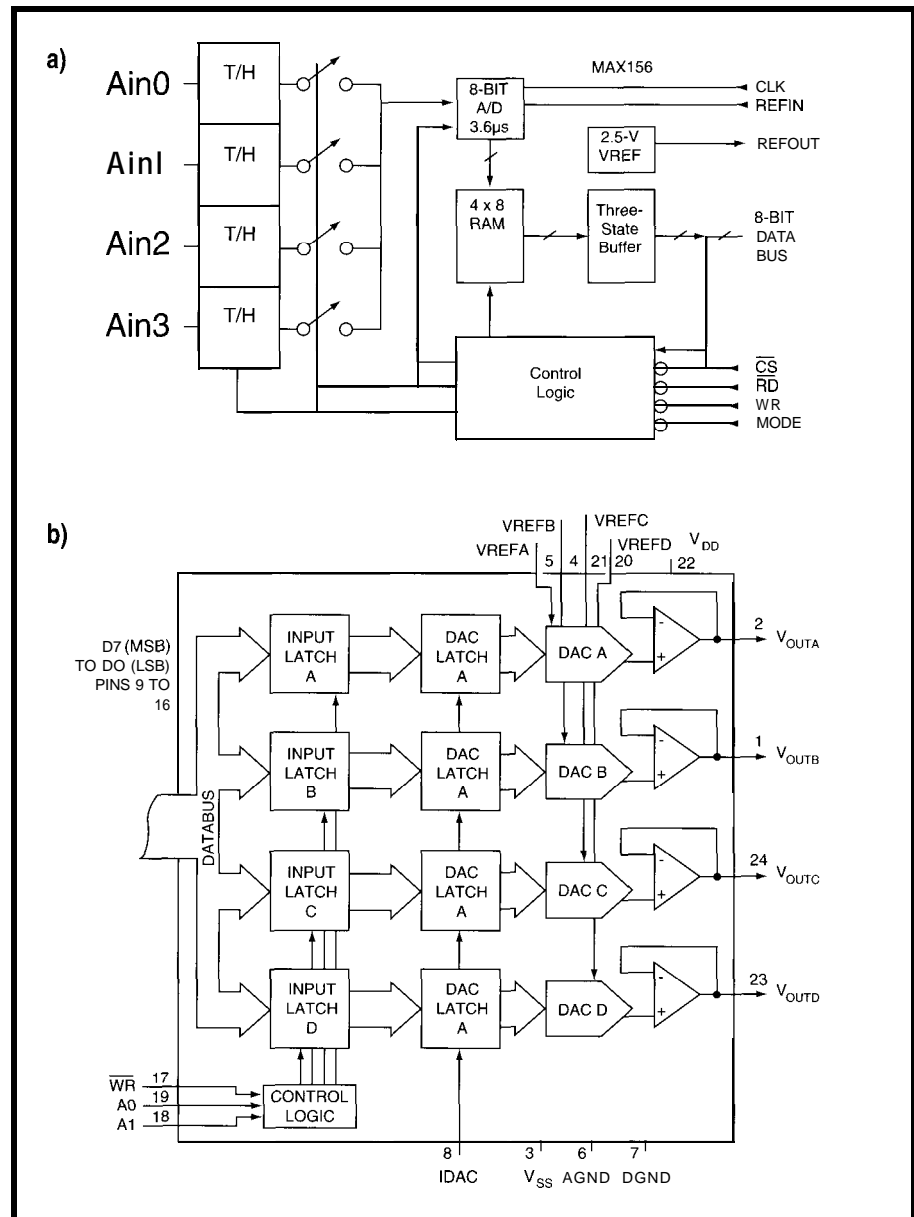 a)
MAX156
Ain0
T/H
AinI
T/H
Ain2
T/H
Ain3
T/H
8-BIT
A/D
3.6µs
CLK
REFIN
2.5-V
VREF
REFOUT
4 x 8
RAM
Three-
State
Buffer
8-BIT
DATA
BUS
Control
Logic
CS
RD
WR
MODE
b)
VREFB
VREFC
VREFA
VREFD
VDD
5
4
21
20
22
D7 (MSB)
TO DO (LSB)
PINS 9 TO
16
DATABUS
INPUT
LATCH
A
DAC
LATCH
A
DAC A
-
+
2
VOUTA
INPUT
LATCH
B
DAC
LATCH
A
DAC B
-
+
1
VOUTB
INPUT
LATCH
C
DAC
LATCH
A
DAC C
-
+
24
VOUTC
INPUT
LATCH
D
DAC
LATCH
A
DAC D
-
+
23
VOUTD
WR
17
A0
19
A1
18
CONTROL
LOGIC
8
IDAC
3
VSS
6
AGND
7
DGND